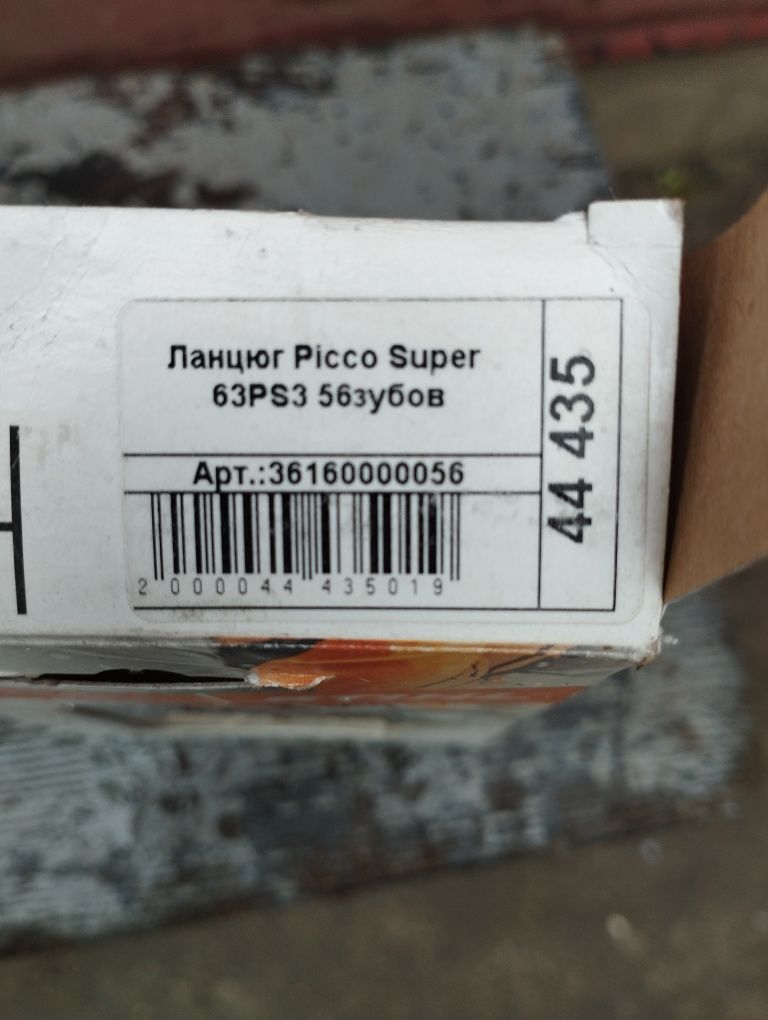 Ланцюг Picco Super
63PS3 56зубов
Арт.:36160000056
2 000044 435019
44 435